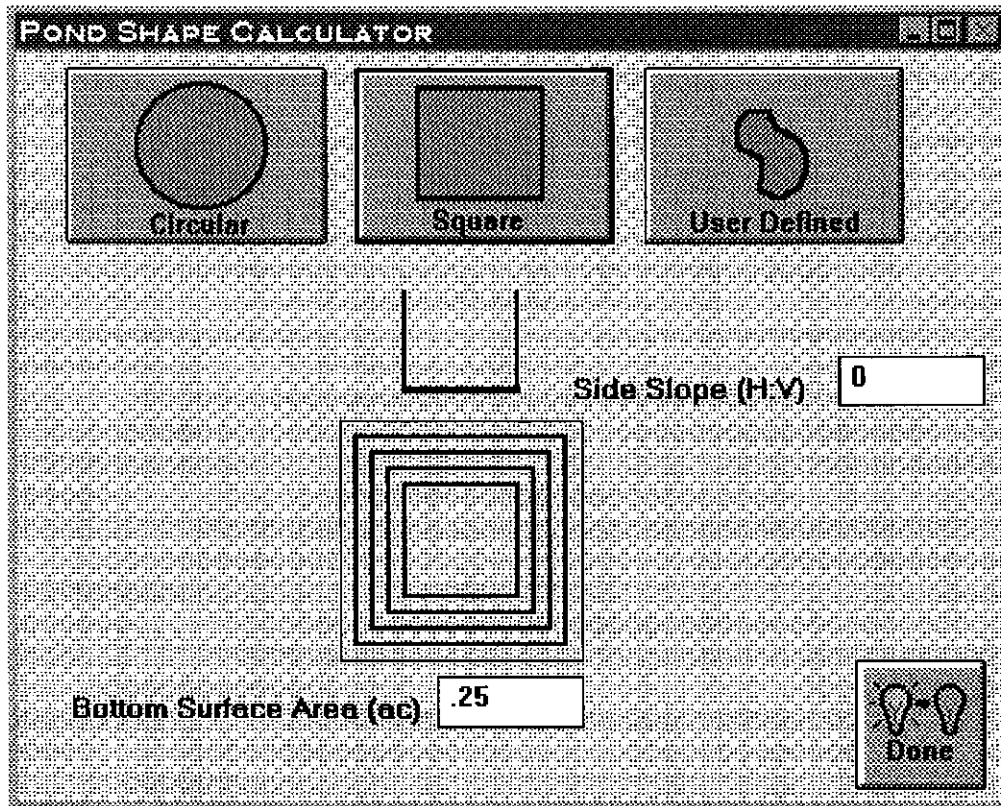 POND SHAPE CALCULATOR
Circular
Square
User Defined
Side Slope (H:V)
0
Bottom Surface Area (ac)
.25
Done